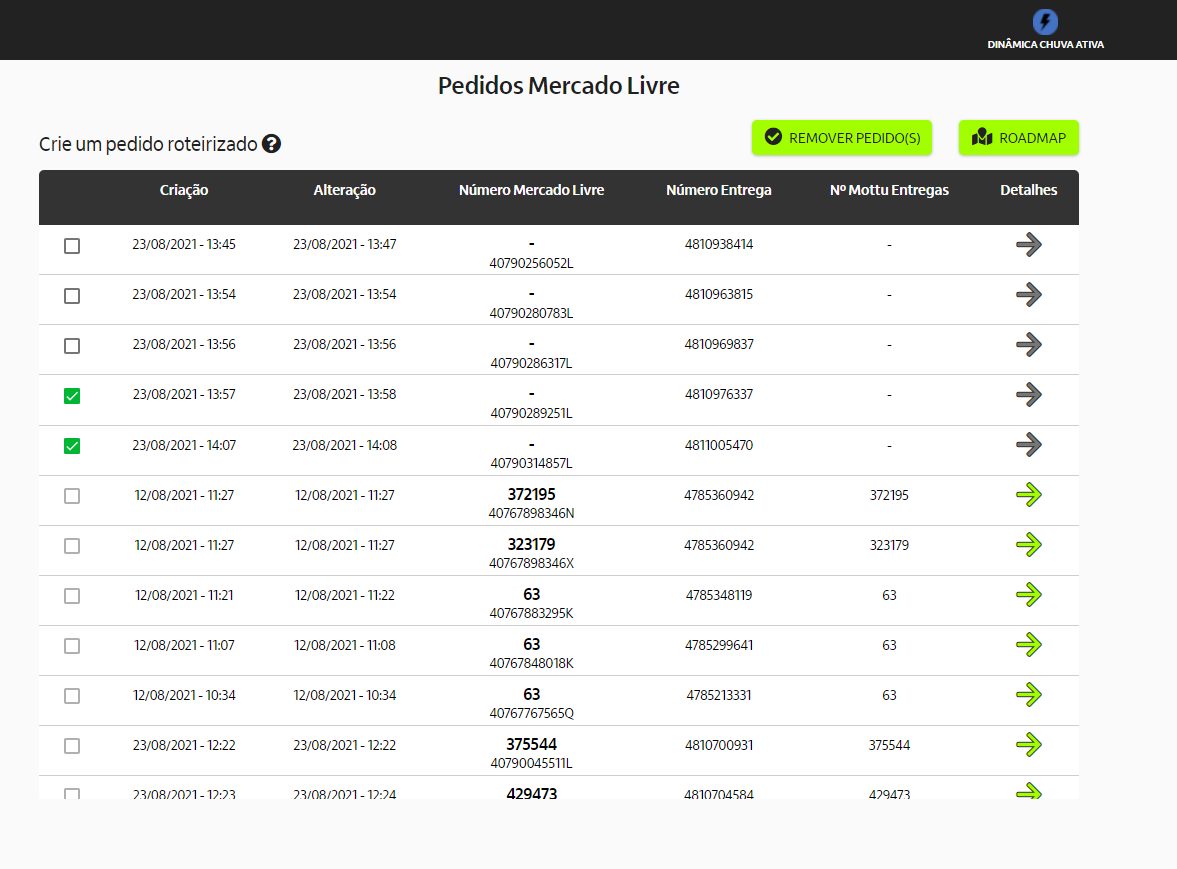 DINÂMICA CHUVA ATIVA
Pedidos Mercado Livre
Crie um pedido roteirizado ?
REMOVER PEDIDO(S) ROADMAP
Criação Alteração Número Mercado Livre Número Entrega Nº Mottu Entregas Detalhes
23/08/2021 - 13:45 23/08/2021 - 13:47 - 4810938414 -
40790256052L
23/08/2021 - 13:54 23/08/2021 - 13:54 - 4810963815 -
40790280783L
23/08/2021 - 13:56 23/08/2021 - 13:56 - 4810969837 -
40790286317L
23/08/2021 - 13:57 23/08/2021 - 13:58 - 4810976337 -
40790289251L
23/08/2021 - 14:07 23/08/2021 - 14:08 - 4811005470 -
40790314857L
12/08/2021 - 11:27 12/08/2021 - 11:27 372195 4785360942 372195
40767898346N
12/08/2021 - 11:27 12/08/2021 - 11:27 323179 4785360942 323179
40767898346X
12/08/2021 - 11:21 12/08/2021 - 11:22 63 4785348119 63
40767883295K
12/08/2021 - 11:07 12/08/2021 - 11:08 63 4785299641 63
40767848018K
12/08/2021 - 10:34 12/08/2021 - 10:34 63 4785213331 63
40767767565Q
23/08/2021 - 12:22 23/08/2021 - 12:22 375544 4810700931 375544
40790045511L
23/08/2021 - 12:23 23/08/2021 - 12:24 429473 4810704584 429473